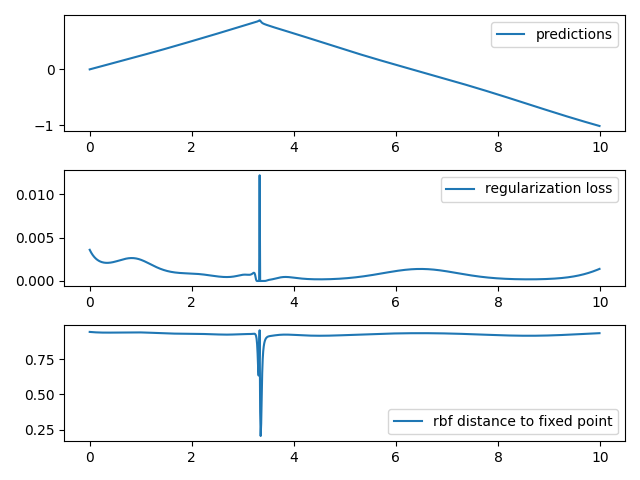 predictions
0
−1
0 2 4 6 8 10
regularization loss
0.010
0.005
0.000
0 2 4 6 8 10
0.75
0.50
0.25
rbf distance to fixed point
0 2 4 6 8 10